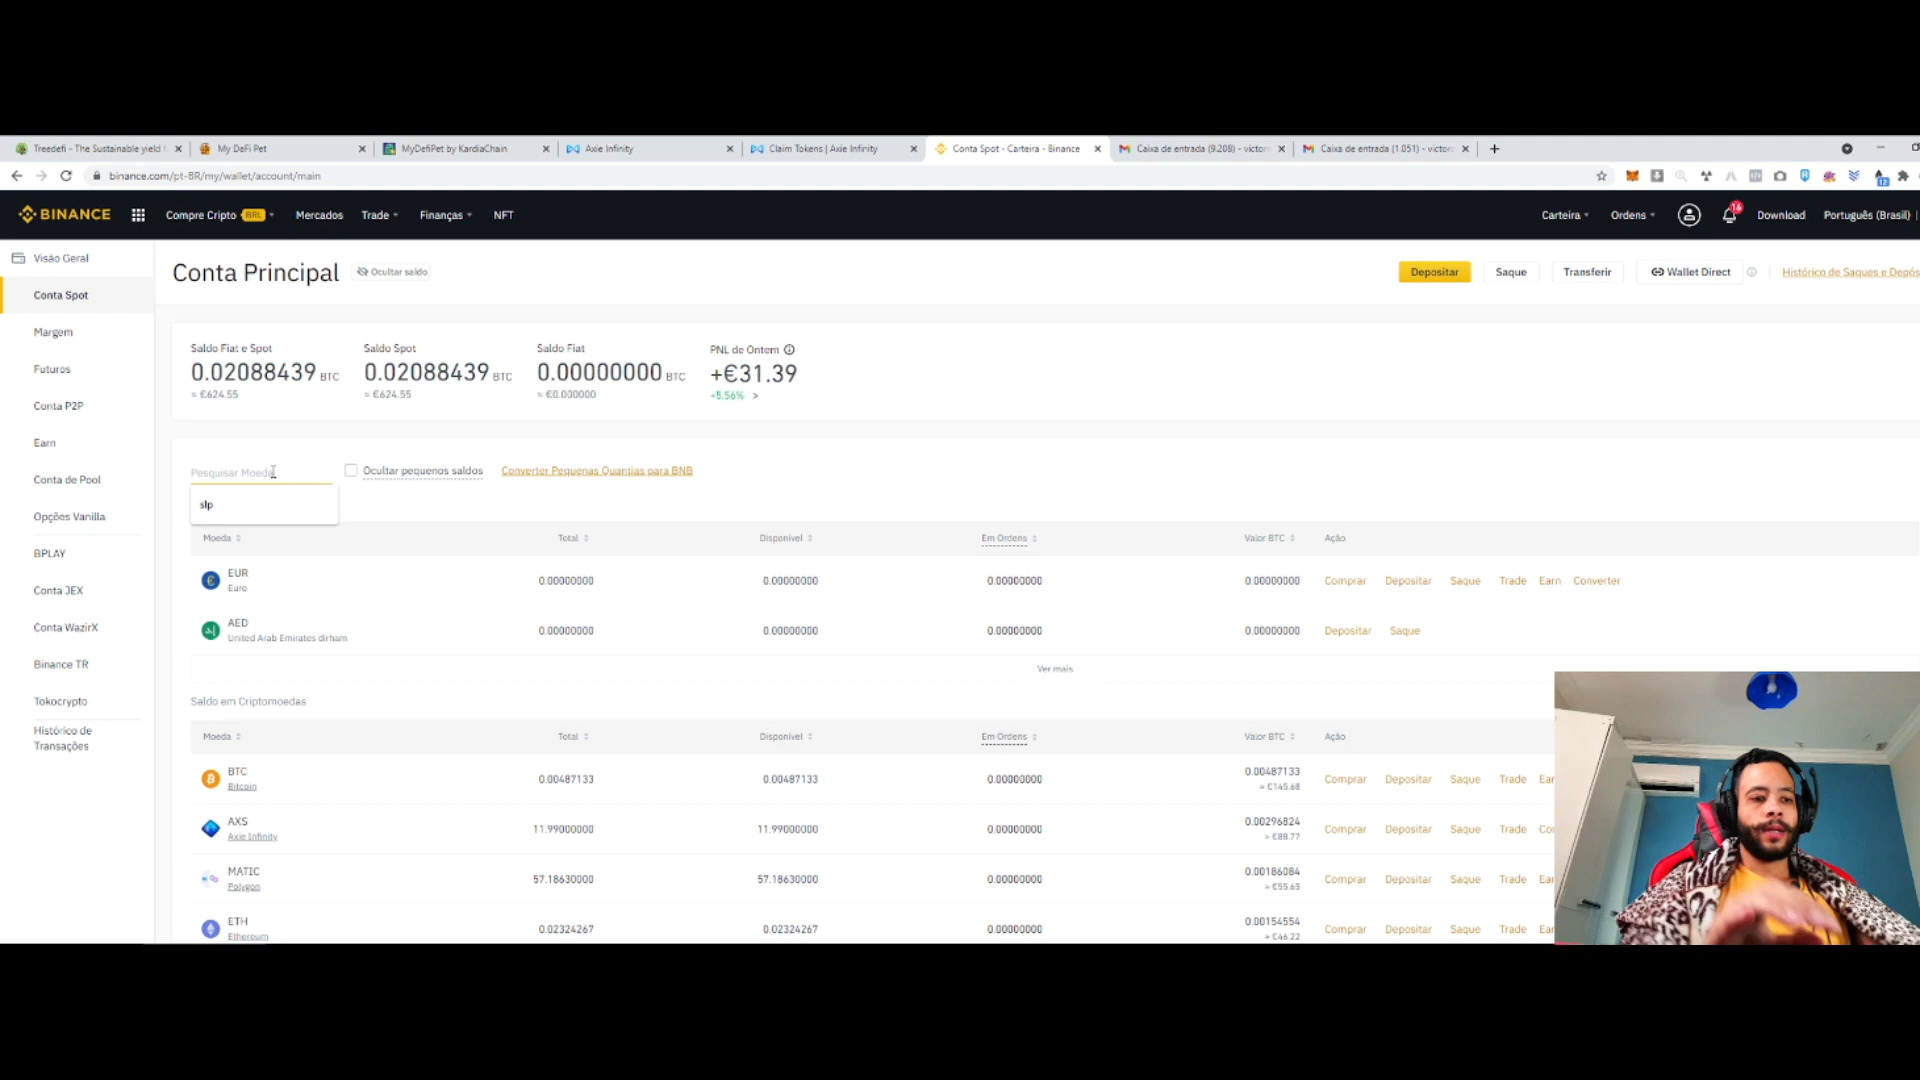 Treedefi - The Sustainable yield f
My DeFi Pet
MyDefiPet by KardiaChain
Axie Infinity
Claim Tokens | Axie Infinity
Conta Spot - Carteira - Binance
Caixa de entrada (9.208) - victor
Caixa de entrada (1.051) - victor
binance.com/pt-BR/my/wallet/account/main
12
BINANCE
Compre Cripto BRL
Mercados
Trade
Finanças
NFT
Carteira
Ordens
16
Download
Português (Brasil)
Visão Geral
Conta Spot
Margem
Futuros
Conta P2P
Earn
Conta de Pool
Opções Vanilla
BPLAY
Conta JEX
Conta WazirX
Binance TR
Tokocrypto
Histórico de
Transações
Conta Principal
Ocultar saldo
Depositar
Saque
Transferir
Wallet Direct
Histórico de Saques e Depós
Saldo Fiat e Spot
0.02088439 BTC
≈ €624.55
Saldo Spot
0.02088439 BTC
≈ €624.55
Saldo Fiat
0.00000000 BTC
≈ €0.000000
PNL de Ontem
+€31.39
+5.56% >
Pesquisar Moeda
slp
Ocultar pequenos saldos
Converter Pequenas Quantias para BNB
Moeda Total Disponível Em Ordens Valor BTC Ação
EUR
Euro
0.00000000 0.00000000 0.00000000 0.00000000 Comprar Depositar Saque Trade Earn Converter
AED
United Arab Emirates dirham
0.00000000 0.00000000 0.00000000 0.00000000 Depositar Saque
Ver mais
Saldo em Criptomoedas
Moeda Total Disponível Em Ordens Valor BTC Ação
BTC
Bitcoin
0.00487133 0.00487133 0.00000000 0.00487133 Comprar Depositar Saque Trade Ear
≈ €145.68
AXS
Axie Infinity
11.99000000 11.99000000 0.00000000 0.00296824 Comprar Depositar Saque Trade Co
≈ €88.77
MATIC
Polygon
57.18630000 57.18630000 0.00000000 0.00186084 Comprar Depositar Saque Trade Ear
≈ €55.65
ETH
Ethereum
0.02324267 0.02324267 0.00000000 0.00154554 Comprar Depositar Saque Trade Ear
≈ €46.22